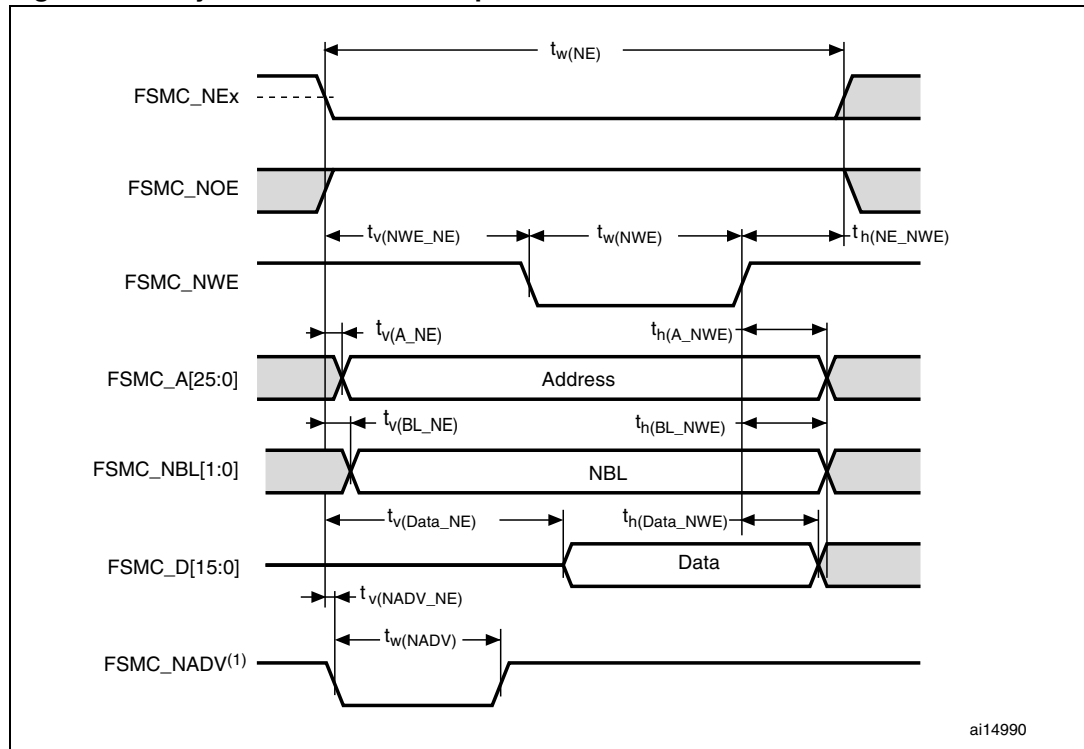 tw(NE)
FSMC_NEx
FSMC_NOE
tv(NWE_NE)
tw(NWE)
th(NE_NWE)
FSMC_NWE
tv(A_NE)
th(A_NWE)
FSMC_A[25:0]
Address
tv(BL_NE)
th(BL_NWE)
FSMC_NBL[1:0]
NBL
tv(Data_NE)
th(Data_NWE)
FSMC_D[15:0]
Data
tv(NADV_NE)
tw(NADV)
FSMC_NADV(1)
ai14990